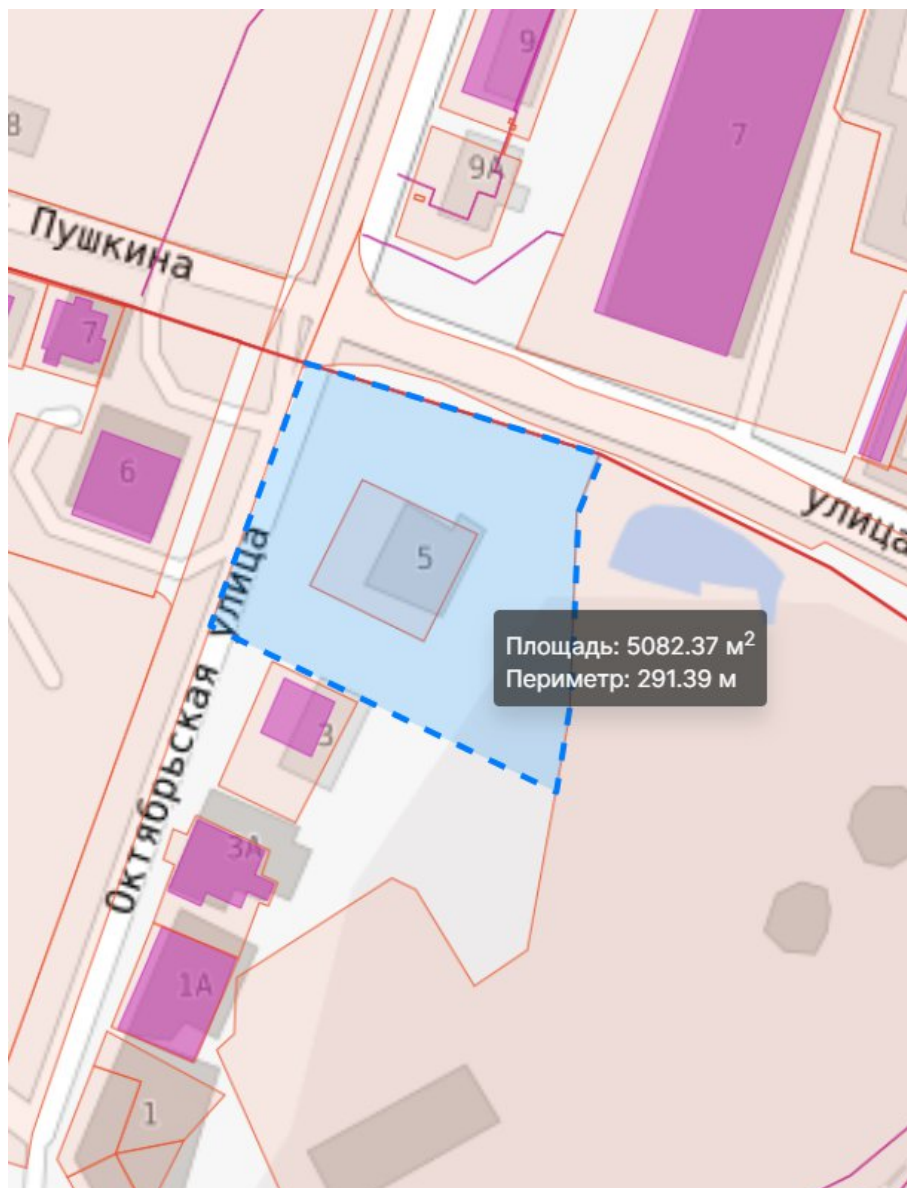 9
8
9А
7
Пушкина
7
6
улица
5
Площадь: 5082.37 м²
Периметр: 291.39 м
Октябрьская улица
3
3А
1А
1